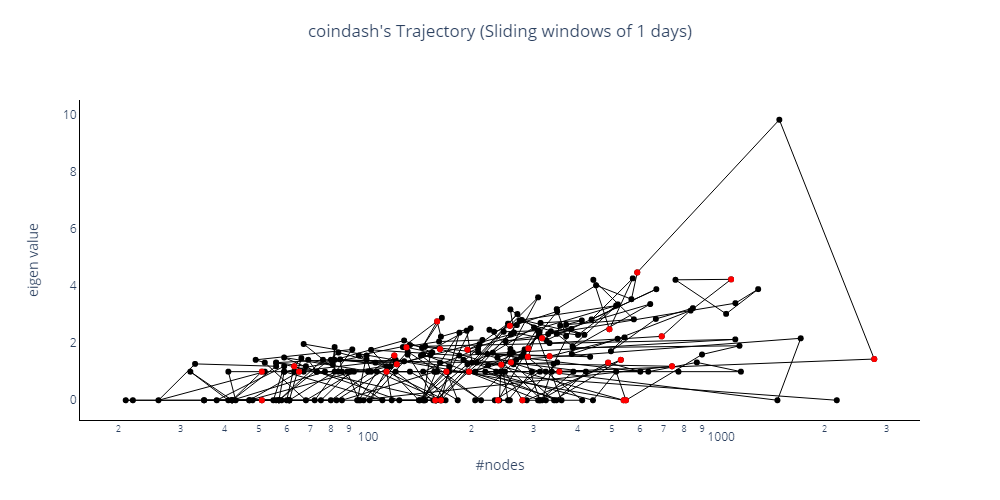 coindash's Trajectory (Sliding windows of 1 days)
10
8
6
4
2
0
eigen value
2 3 4 5 6 7 8 9 100 2 3 4 5 6 7 8 9 1000 2 3
#nodes